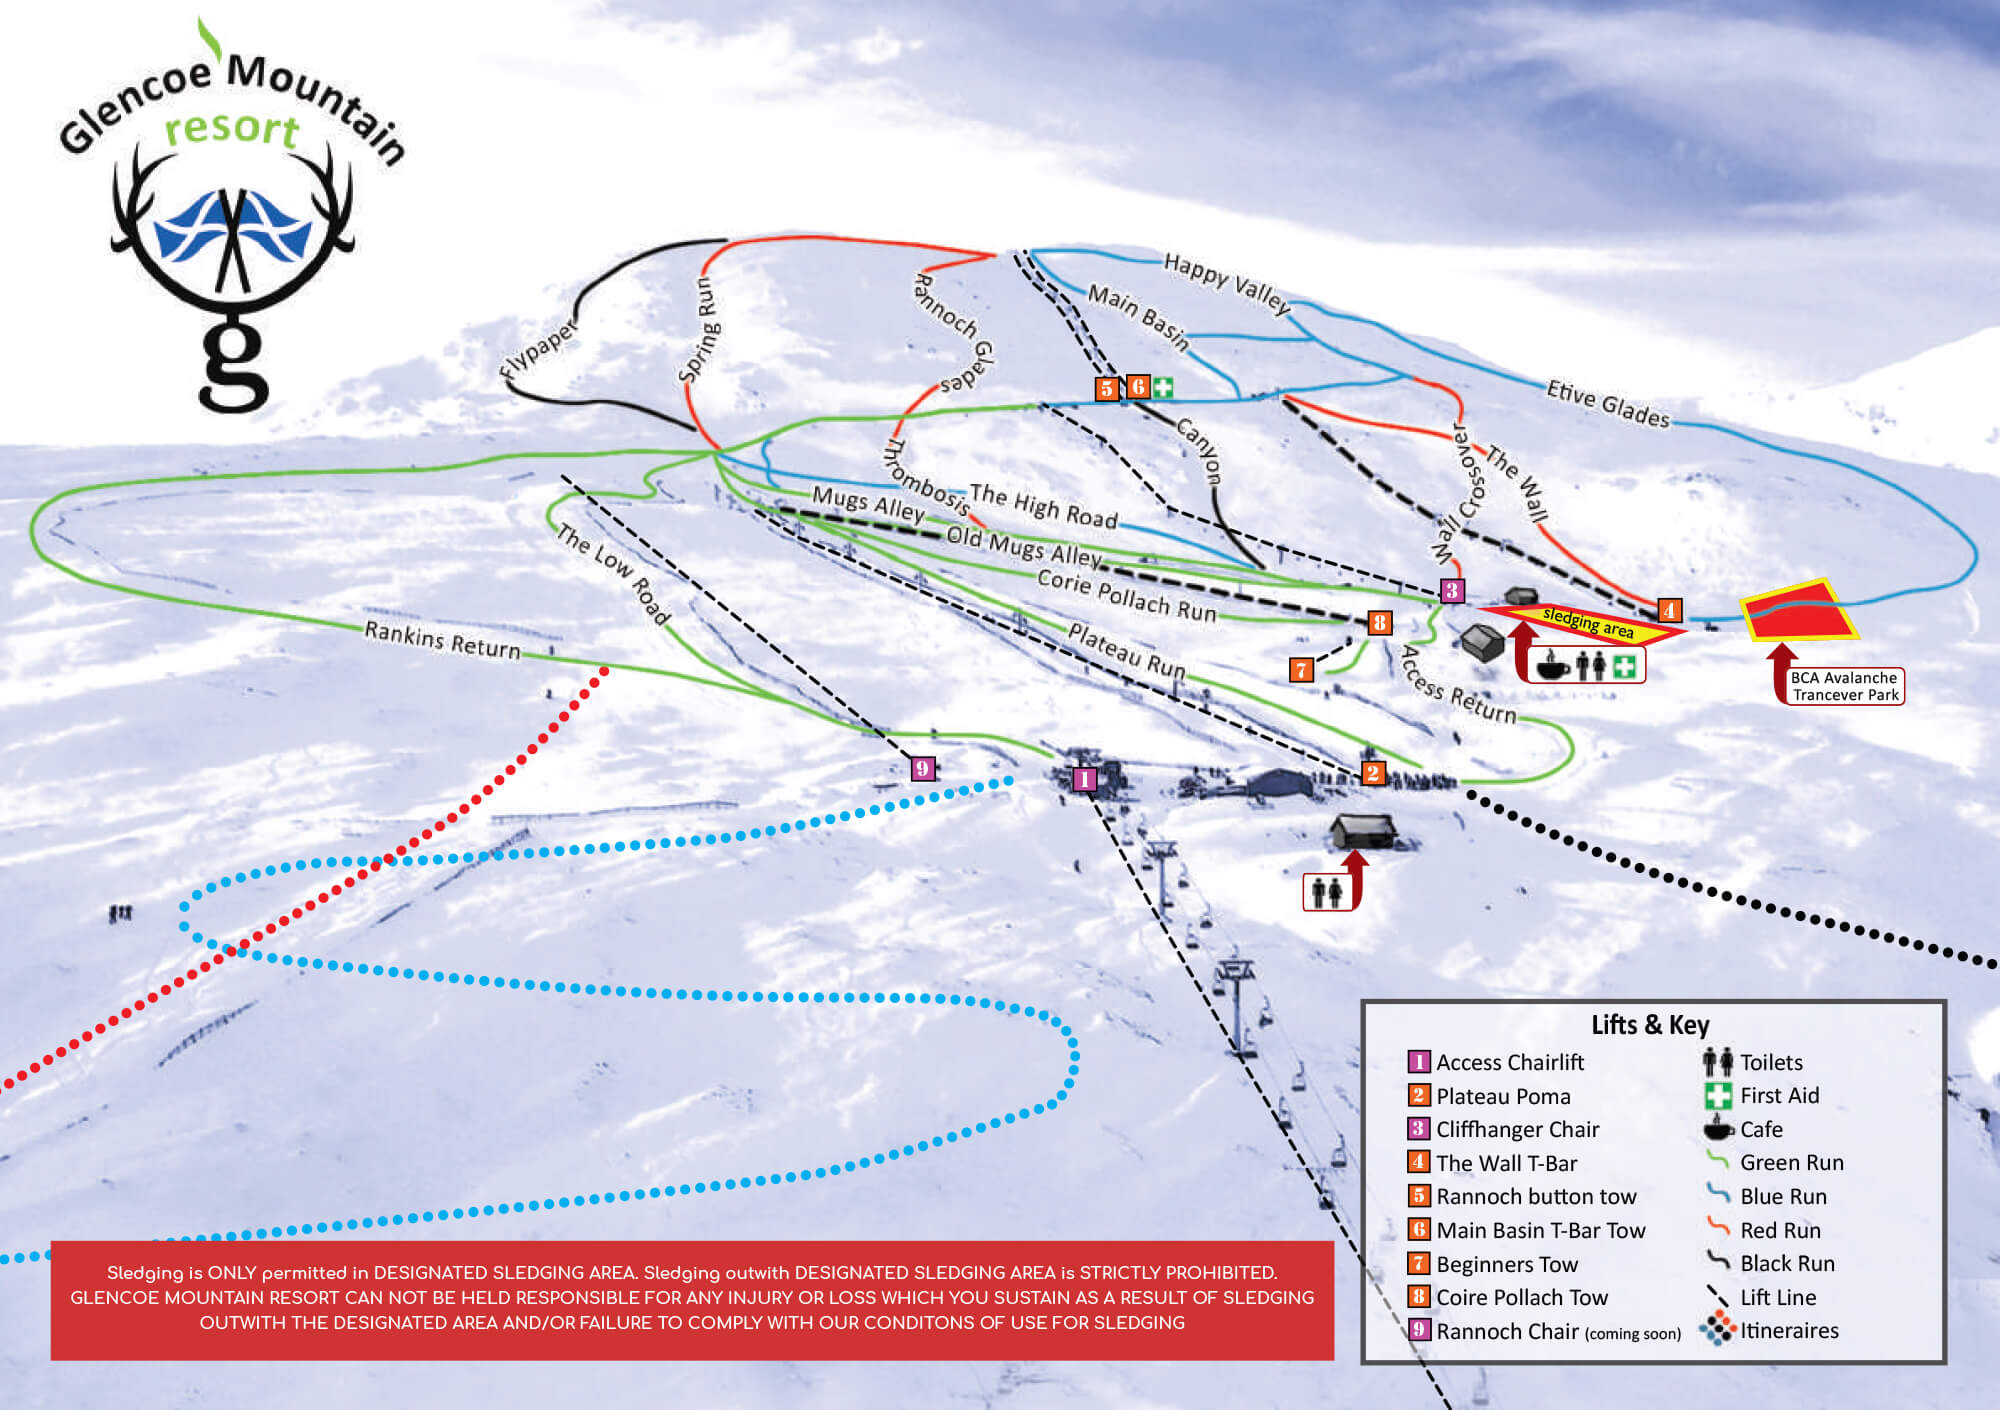 Glencoe Mountain
resort
g
Happy Valley
Main Basin
Etive Glades
Flypaper
Spring Run
Rannoch Glades
5
6
Canyon
Wall Crossover
The Wall
Thrombosis
The High Road
Mugs Alley
Old Mugs Alley
Corie Pollach Run
The Low Road
Rankins Return
Plateau Run
Access Return
3
4
8
7
sledging area
BCA Avalanche
Trancever Park
9
1
2
Lifts & Key
1 Access Chairlift
2 Plateau Poma
3 Cliffhanger Chair
4 The Wall T-Bar
5 Rannoch button tow
6 Main Basin T-Bar Tow
7 Beginners Tow
8 Coire Pollach Tow
9 Rannoch Chair (coming soon)
Toilets
First Aid
Cafe
Green Run
Blue Run
Red Run
Black Run
Lift Line
Itineraires
Sledging is ONLY permitted in DESIGNATED SLEDGING AREA. Sledging outwith DESIGNATED SLEDGING AREA is STRICTLY PROHIBITED.
GLENCOE MOUNTAIN RESORT CAN NOT BE HELD RESPONSIBLE FOR ANY INJURY OR LOSS WHICH YOU SUSTAIN AS A RESULT OF SLEDGING
OUTWITH THE DESIGNATED AREA AND/OR FAILURE TO COMPLY WITH OUR CONDITONS OF USE FOR SLEDGING